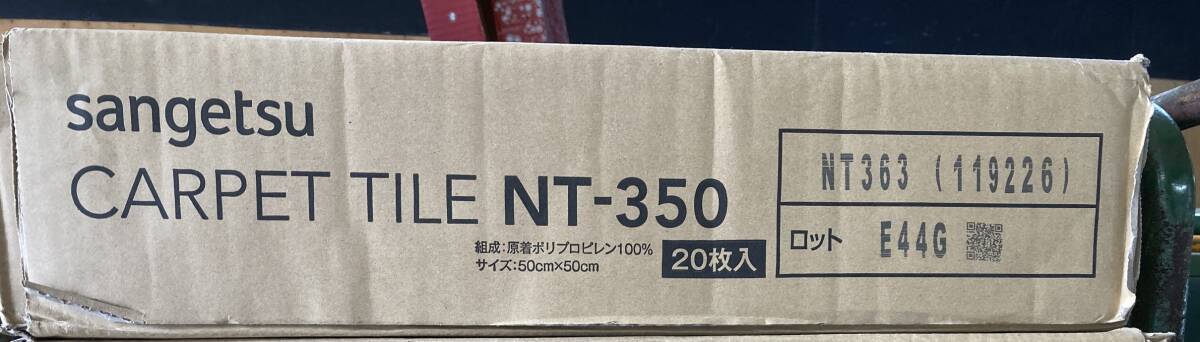 sangetsu
CARPET TILE NT-350
組成:原着ポリプロピレン100%
サイズ:50cm×50cm
20枚入
NT363 (119226)
ロット E44G